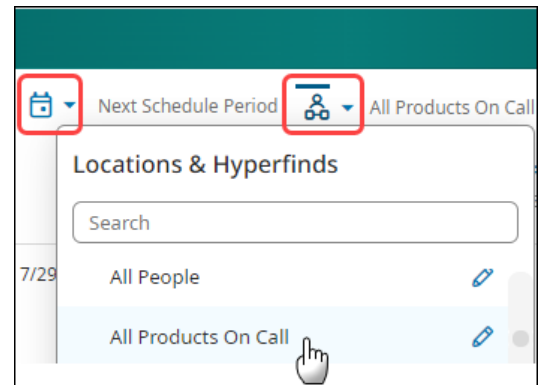 Next Schedule Period All Products On Call
Locations & Hyperfinds
Search
7/29
All People
All Products On Call